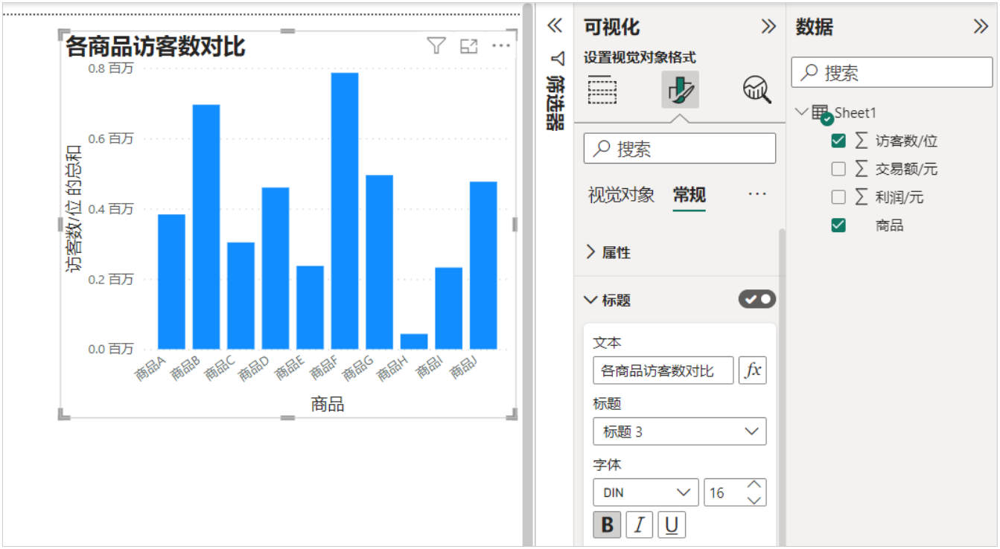 各商品访客数对比
0.8 百万
0.6 百万
0.4 百万
0.2 百万
0.0 百万
访客数/位 的总和
商品A
商品B
商品C
商品D
商品E
商品F
商品G
商品H
商品I
商品J
商品
筛选器
可视化
设置视觉对象格式
搜索
视觉对象 常规 ...
属性
标题
文本
各商品访客数对比 fx
标题
标题 3
字体
DIN 16
B I U
数据
搜索
Sheet1
∑ 访客数/位
∑ 交易额/元
∑ 利润/元
商品